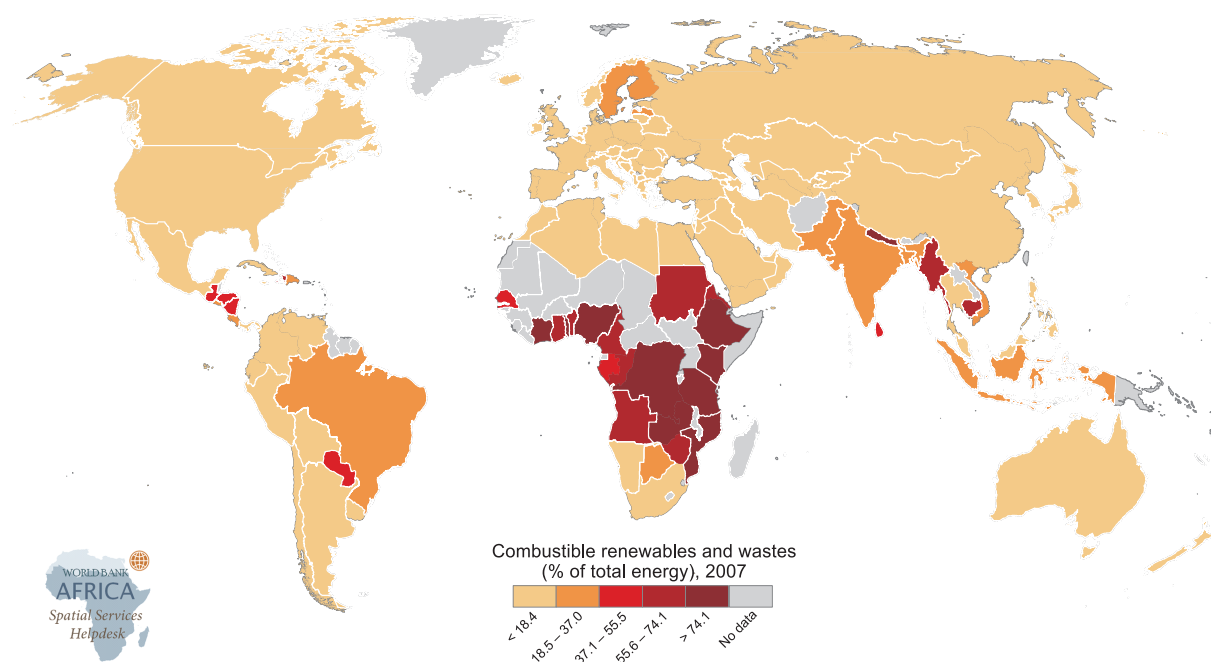 Combustible renewables and wastes
(% of total energy), 2007
< 18.4
18.5 – 37.0
37.1 – 55.5
55.6 – 74.1
> 74.1
No data
WORLD BANK
AFRICA
Spatial Services
Helpdesk